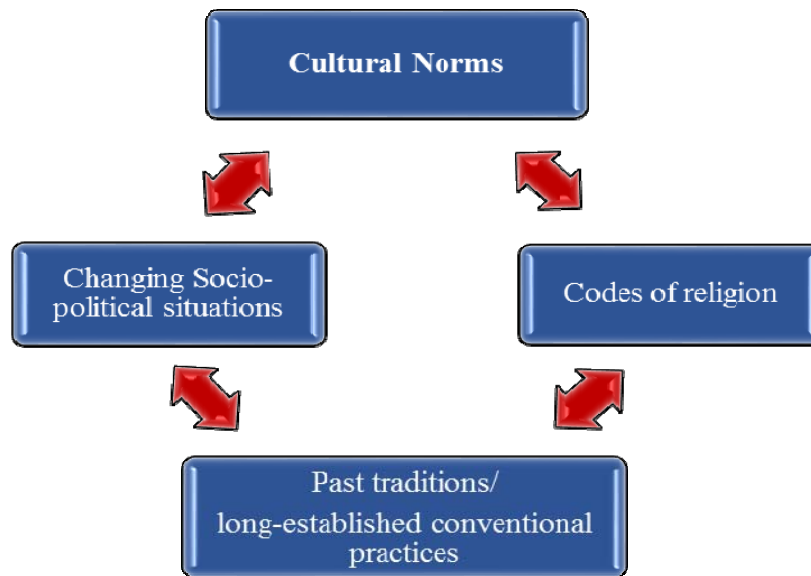 Cultural Norms
Changing Socio-
political situations
Codes of religion
Past traditions/
long-established conventional
practices